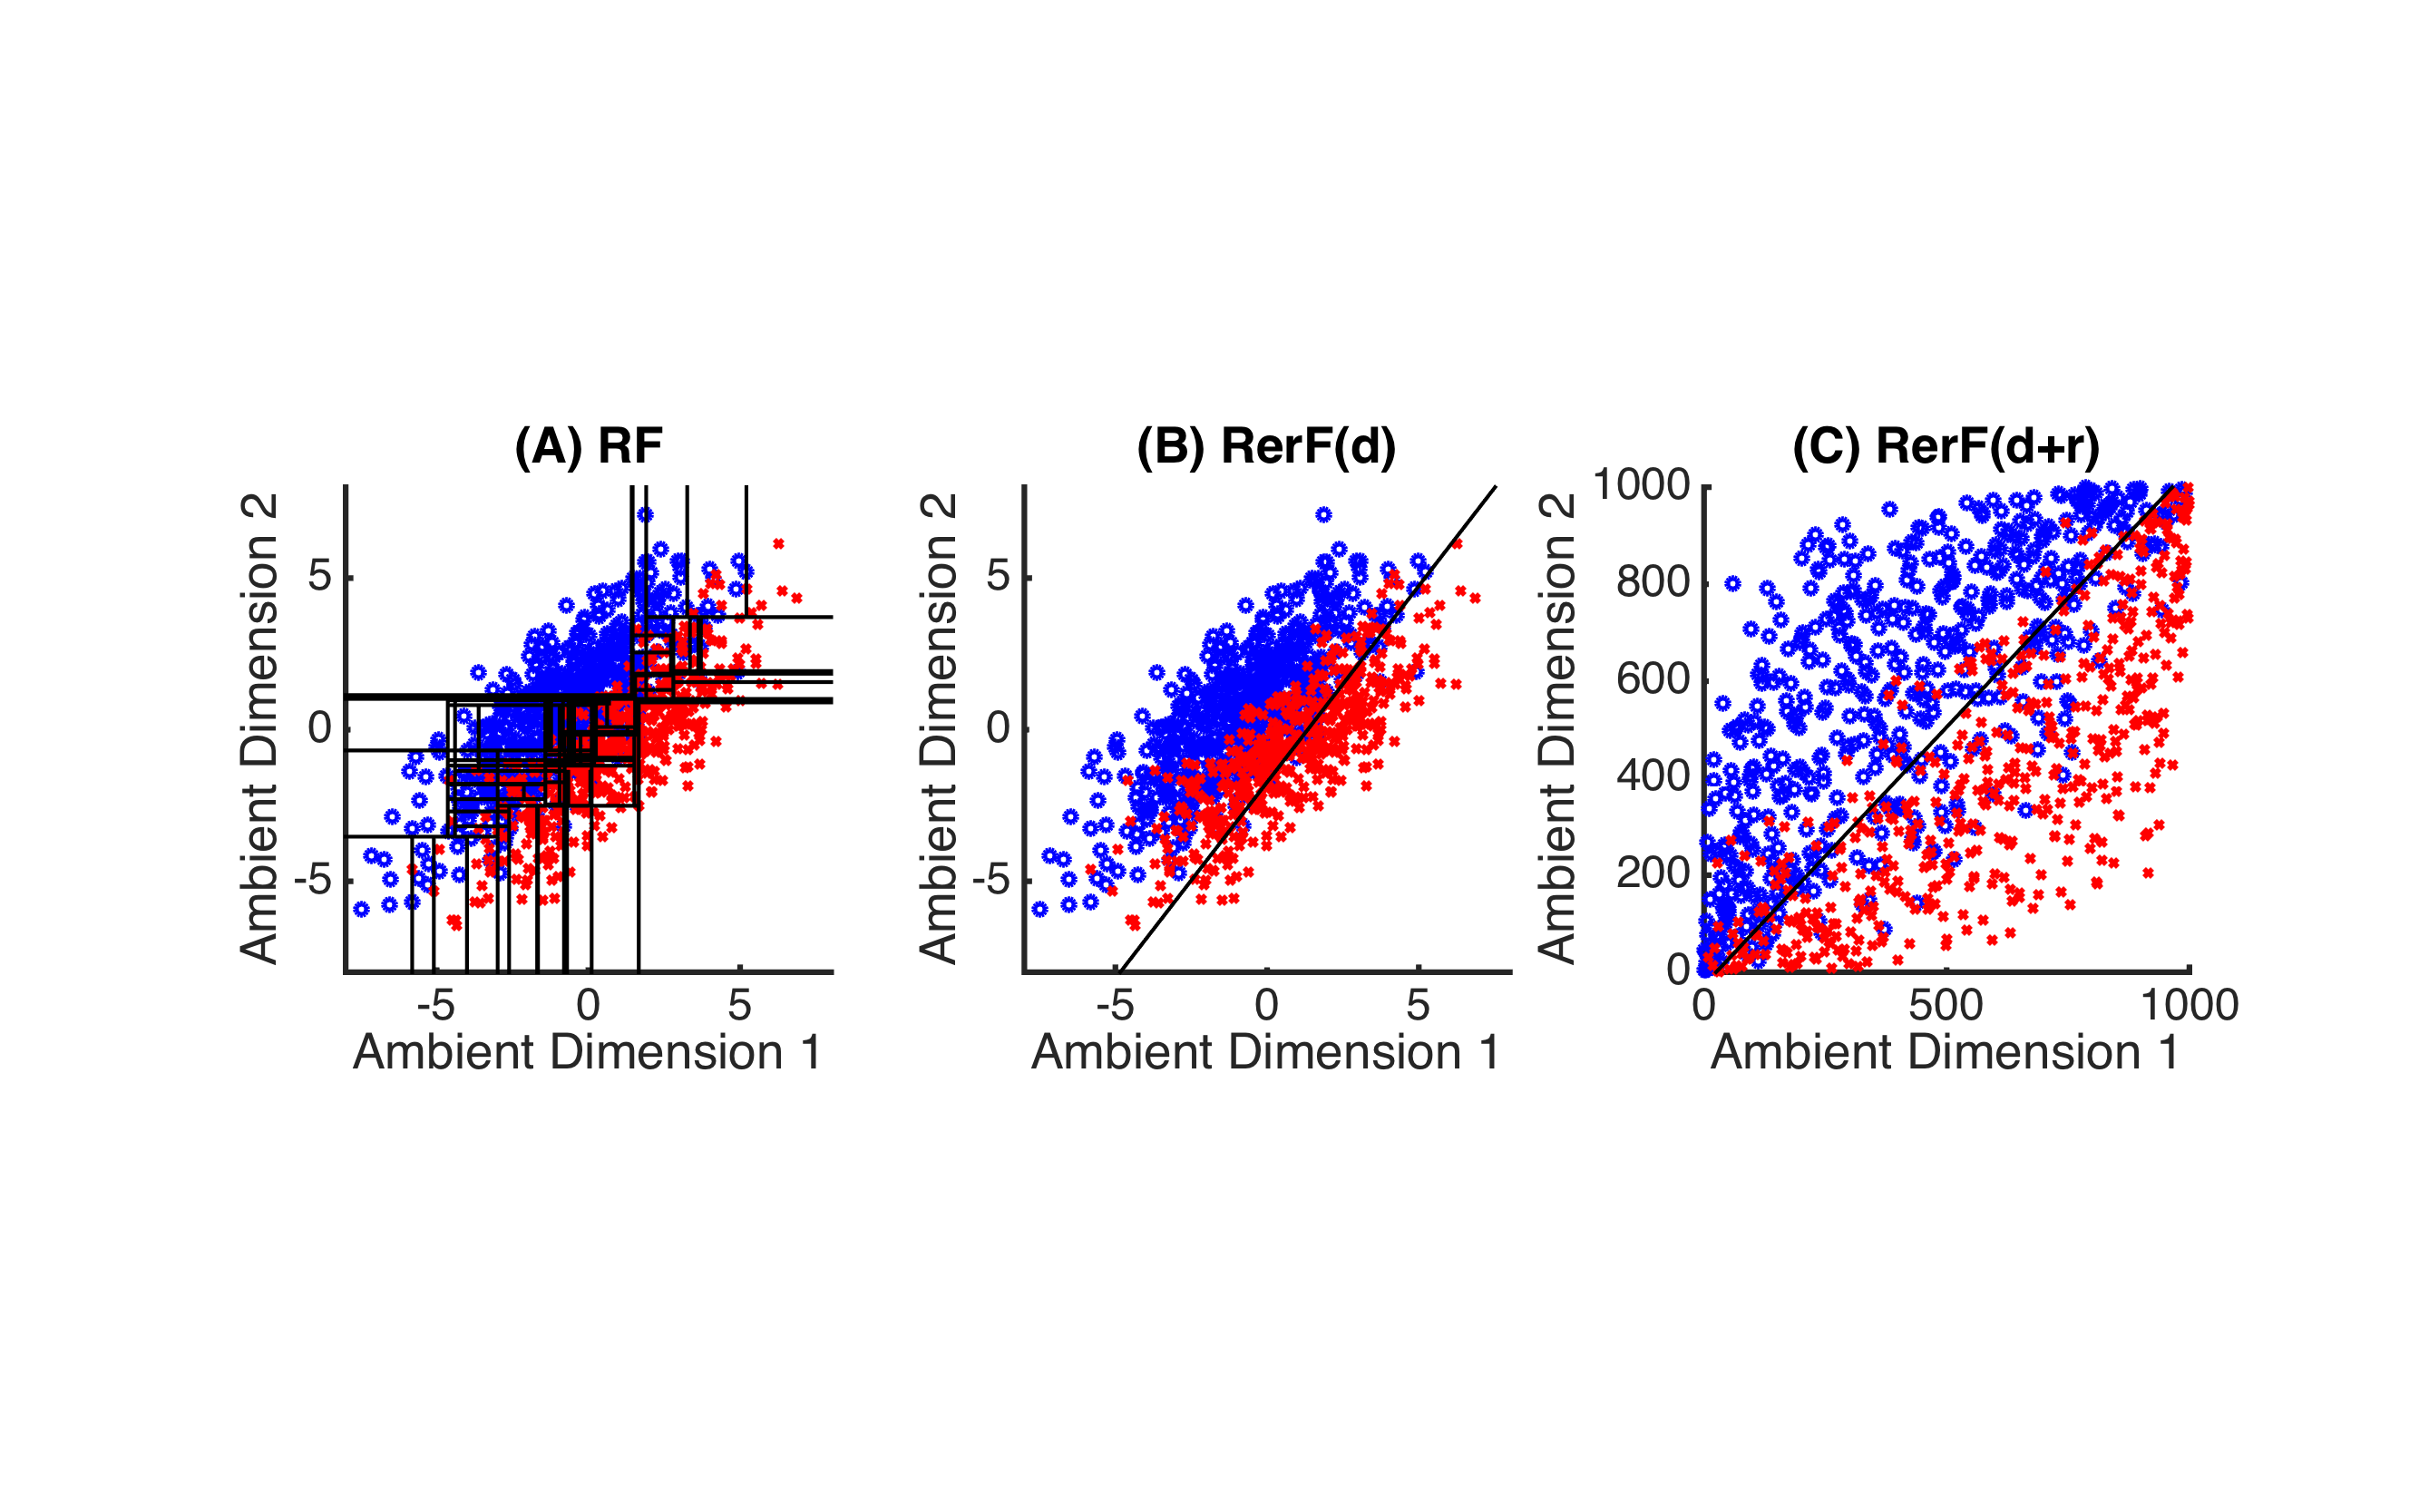 (A) RF
Ambient Dimension 2
5
0
-5
-5 0 5
Ambient Dimension 1
(B) RerF(d)
Ambient Dimension 2
5
0
-5
-5 0 5
Ambient Dimension 1
(C) RerF(d+r)
Ambient Dimension 2
1000
800
600
400
200
0
0 500 1000
Ambient Dimension 1